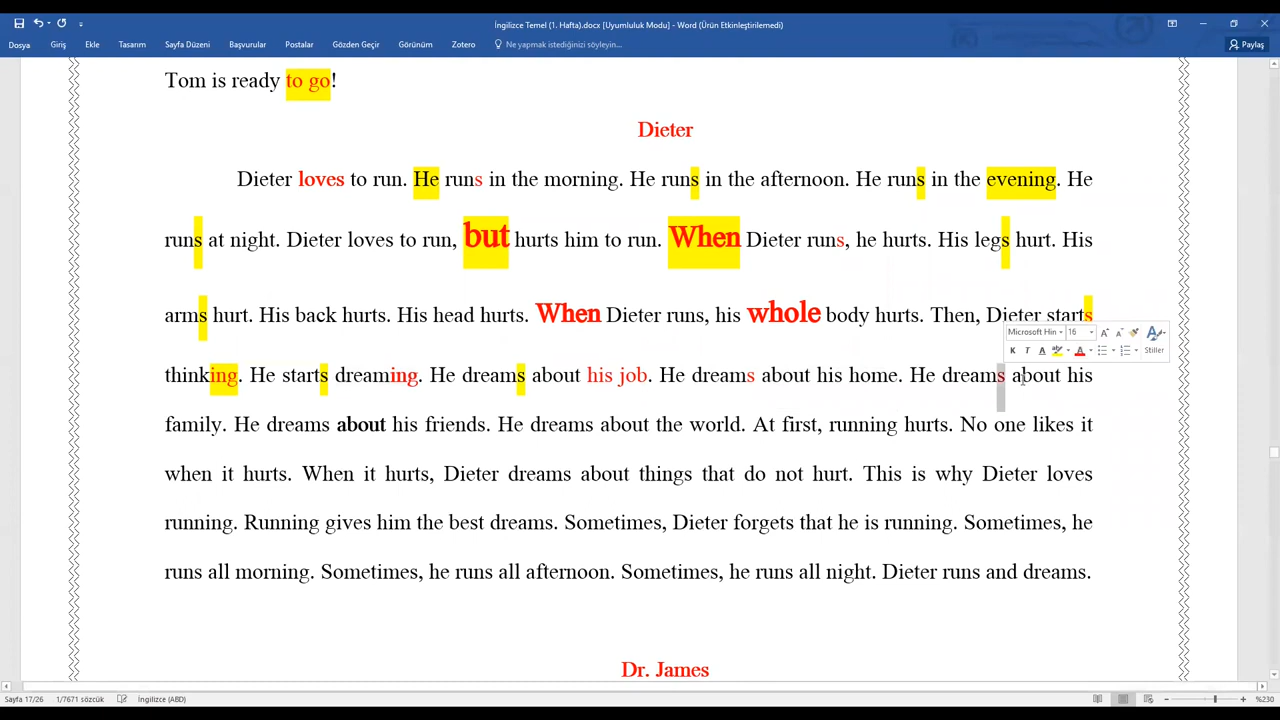 İngilizce Temel (1. Hafta).docx [Uyumluluk Modu] - Word (Ürün Etkinleştirilemedi)
Dosya Giriş Ekle Tasarım Sayfa Düzeni Başvurular Postalar Gözden Geçir Görünüm Zotero Ne yapmak istediğinizi söyleyin... Paylaş
Tom is ready to go!
Dieter
Dieter loves to run. He runs in the morning. He runs in the afternoon. He runs in the evening. He
runs at night. Dieter loves to run, but hurts him to run. When Dieter runs, he hurts. His legs hurt. His
arms hurt. His back hurts. His head hurts. When Dieter runs, his whole body hurts. Then, Dieter starts
Microsoft Hin 16
K T A Stiller
thinking. He starts dreaming. He dreams about his job. He dreams about his home. He dreams about his
family. He dreams about his friends. He dreams about the world. At first, running hurts. No one likes it
when it hurts. When it hurts, Dieter dreams about things that do not hurt. This is why Dieter loves
running. Running gives him the best dreams. Sometimes, Dieter forgets that he is running. Sometimes, he
runs all morning. Sometimes, he runs all afternoon. Sometimes, he runs all night. Dieter runs and dreams.
Dr. James
Sayfa 17/26 1/7671 sözcük İngilizce (ABD) %230